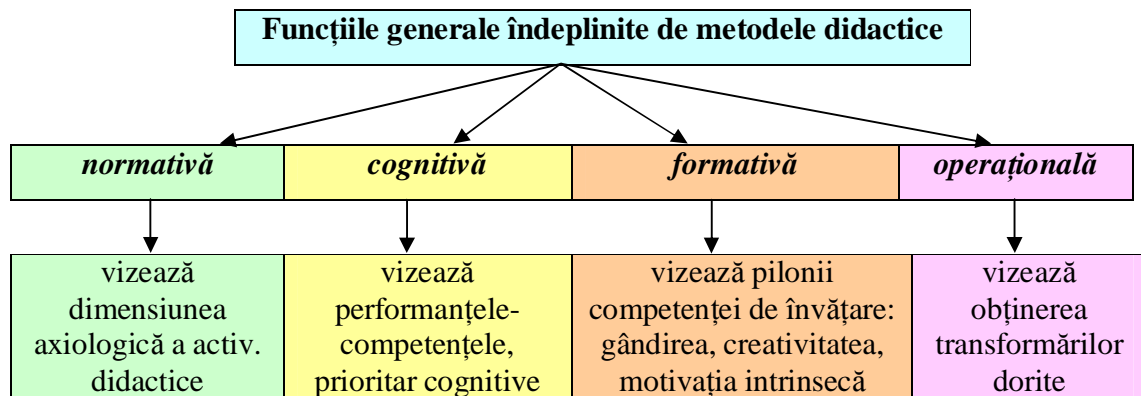 Funcțiile generale îndeplinite de metodele didactice
normativă
cognitivă
formativă
operațională
vizează
dimensiunea
axiologică a activ.
didactice
vizează
performanțele-
competențele,
prioritar cognitive
vizează pilonii
competenței de învățare:
gândirea, creativitatea,
motivația intrinsecă
vizează
obținerea
transformărilor
dorite